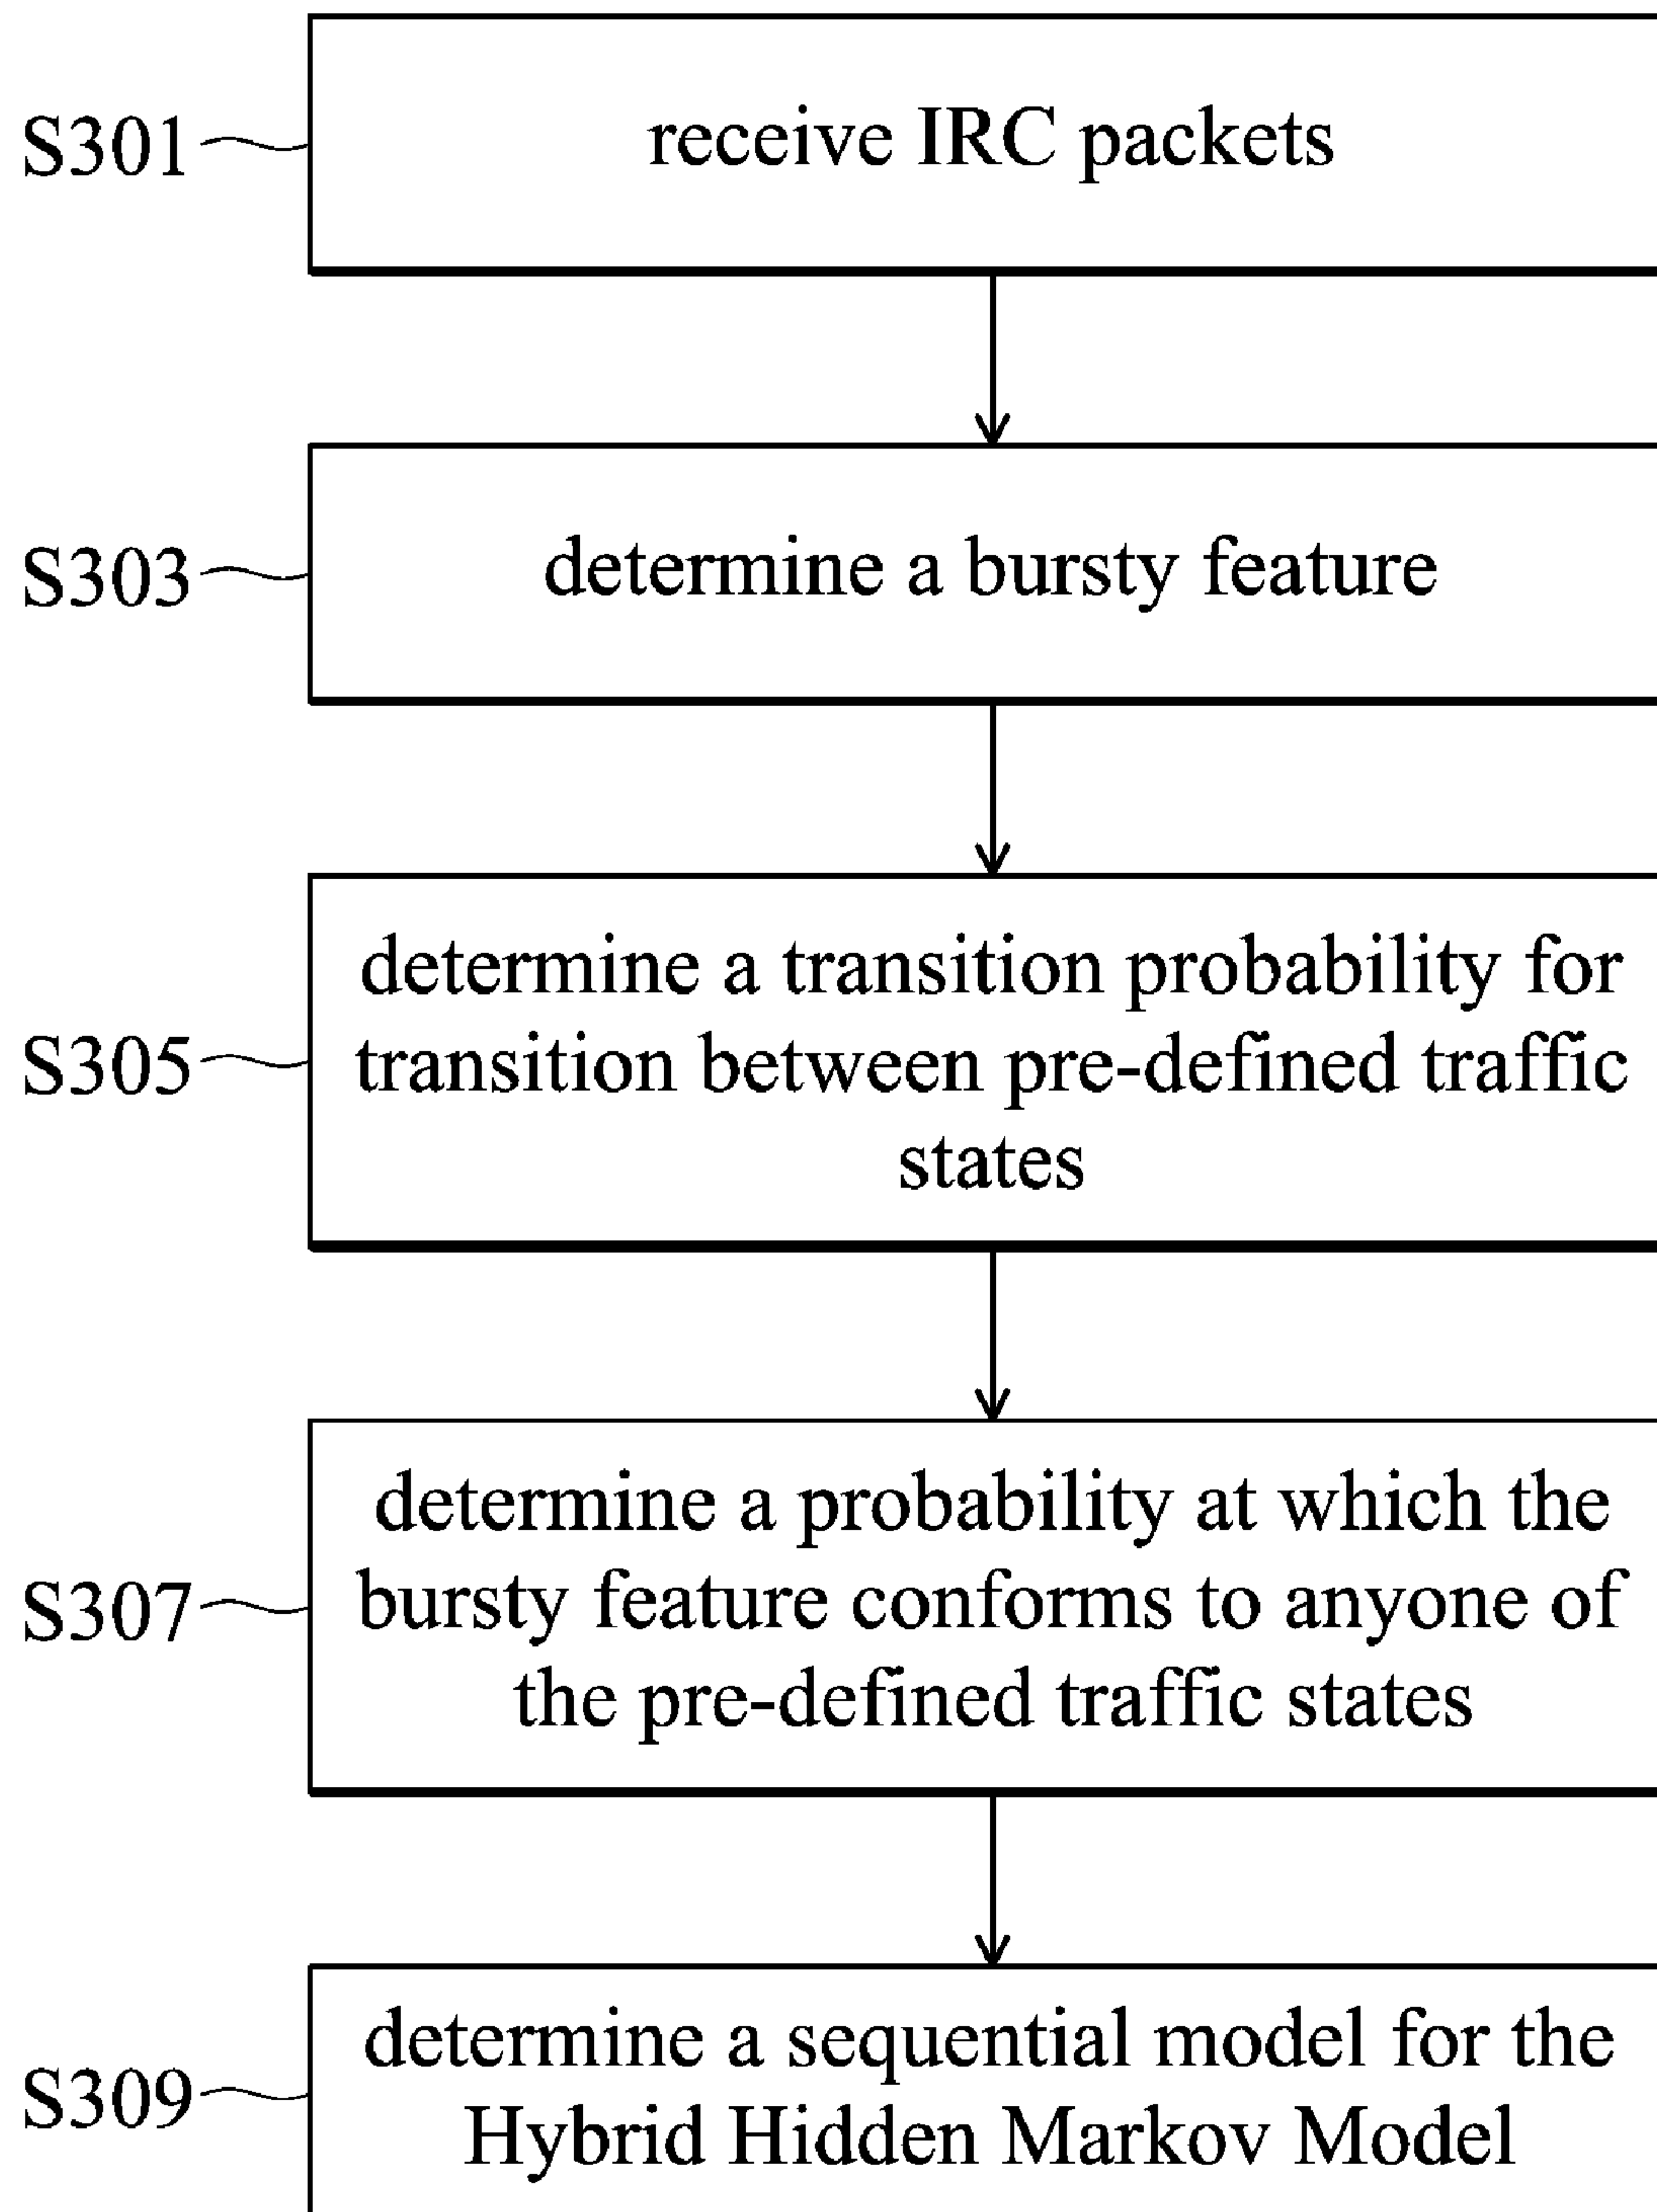 S301
receive IRC packets
S303
determine a bursty feature
S305
determine a transition probability for
transition between pre-defined traffic
states
S307
determine a probability at which the
bursty feature conforms to anyone of
the pre-defined traffic states
S309
determine a sequential model for the
Hybrid Hidden Markov Model